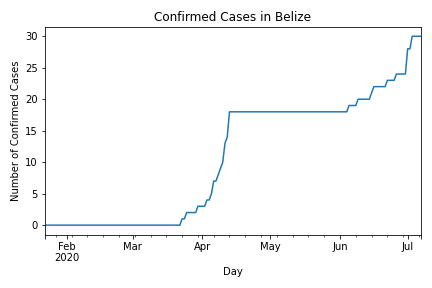 Confirmed Cases in Belize
Number of Confirmed Cases
30
25
20
15
10
5
0
Feb Mar Apr May Jun Jul
2020
Day